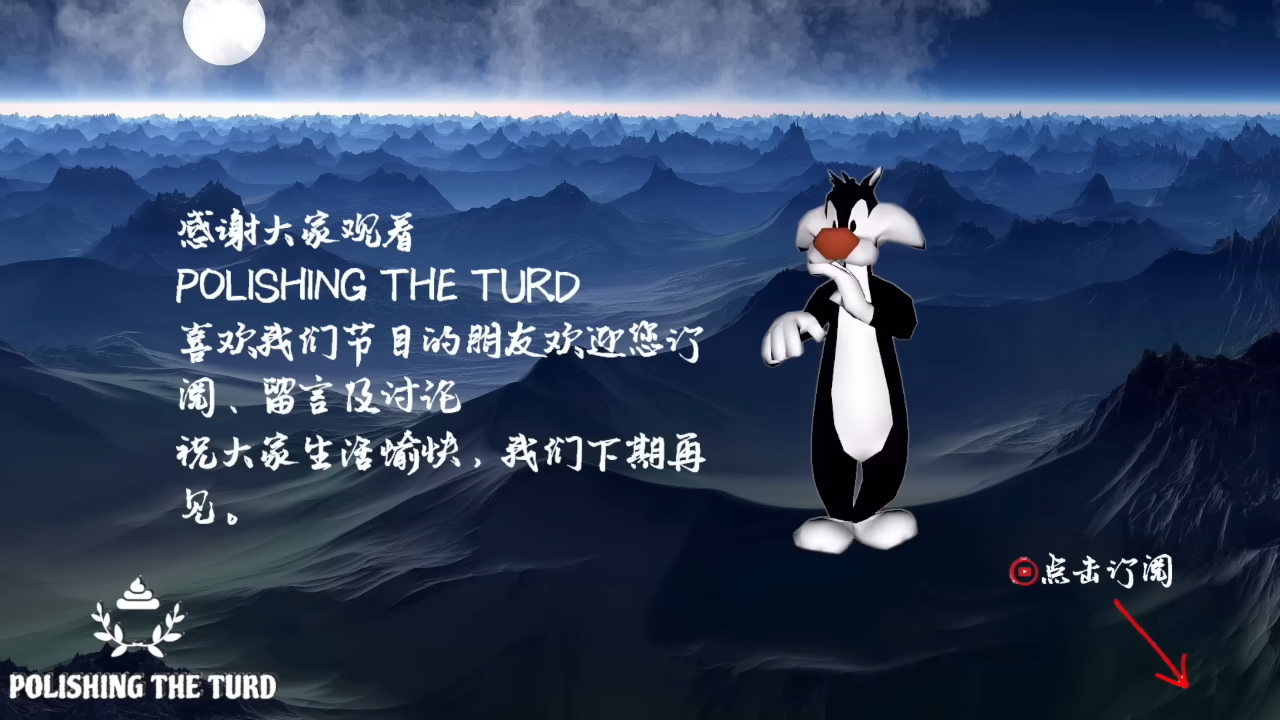 感谢大家观看
POLISHING THE TURD
喜欢我们节目的朋友欢迎您订
阅、留言及讨论
祝大家生活愉快，我们下期再
见。
点击订阅
POLISHING THE TURD